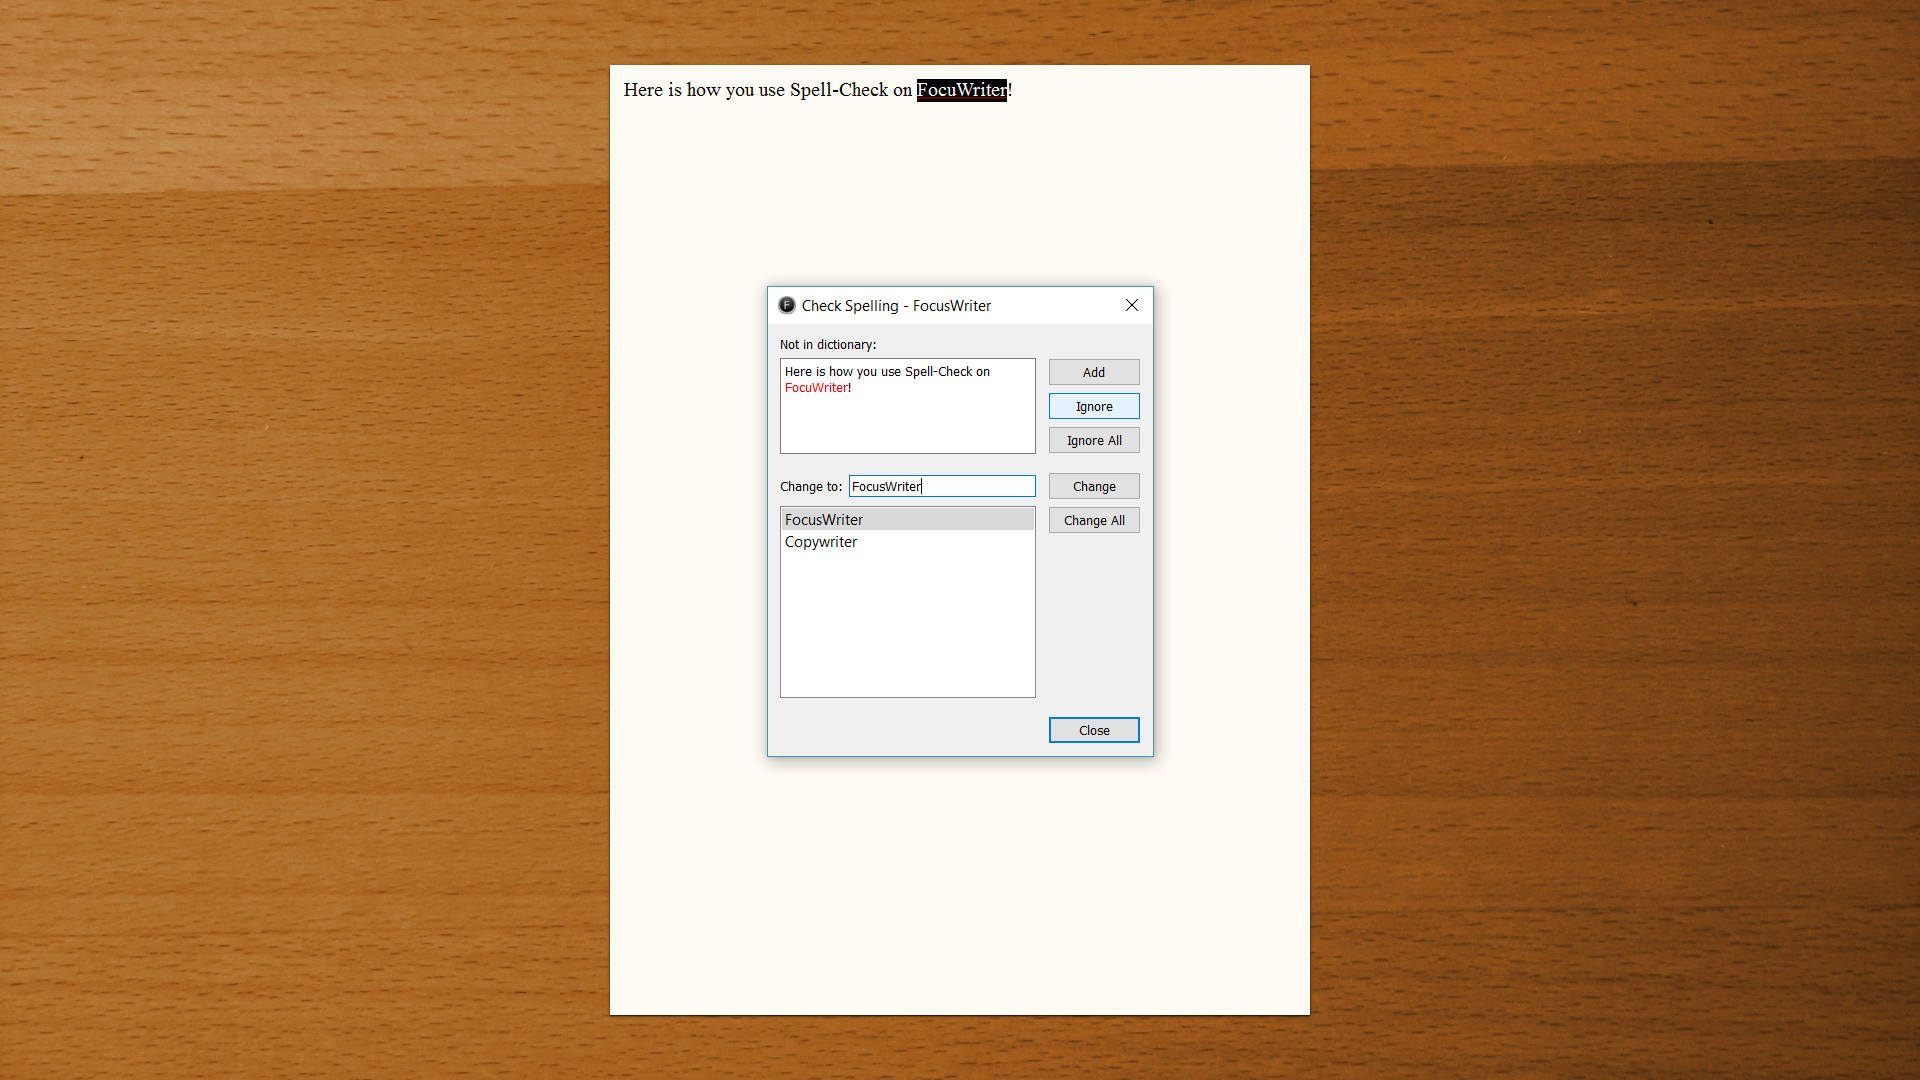 Here is how you use Spell-Check on FocuWriter!
Check Spelling - FocusWriter
Not in dictionary:
Here is how you use Spell-Check on
FocuWriter!
Add
Ignore
Ignore All
Change to: FocusWriter
Change
FocusWriter
Change All
Copywriter
Close